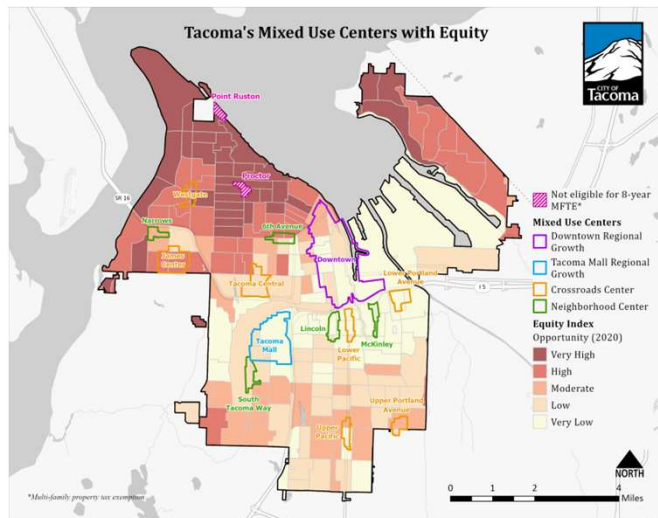 Tacoma's Mixed Use Centers with Equity
CITY OF
Tacoma
Point Ruston
Proctor
Westgate
SR 16
Narrows
6th Avenue
James Center
Downtown
Tacoma Central
Lower Portland
Avenue
I 5
Lincoln
McKinley
Lower
Pacific
Tacoma
Mall
South
Tacoma Way
Upper Portland
Avenue
Upper
Pacific
Not eligible for 8-year
MFTE*
Mixed Use Centers
Downtown Regional
Growth
Tacoma Mall Regional
Growth
Crossroads Center
Neighborhood Center
Equity Index
Opportunity (2020)
Very High
High
Moderate
Low
Very Low
NORTH
0 1 2 4
Miles
*Multi-family property tax exemption